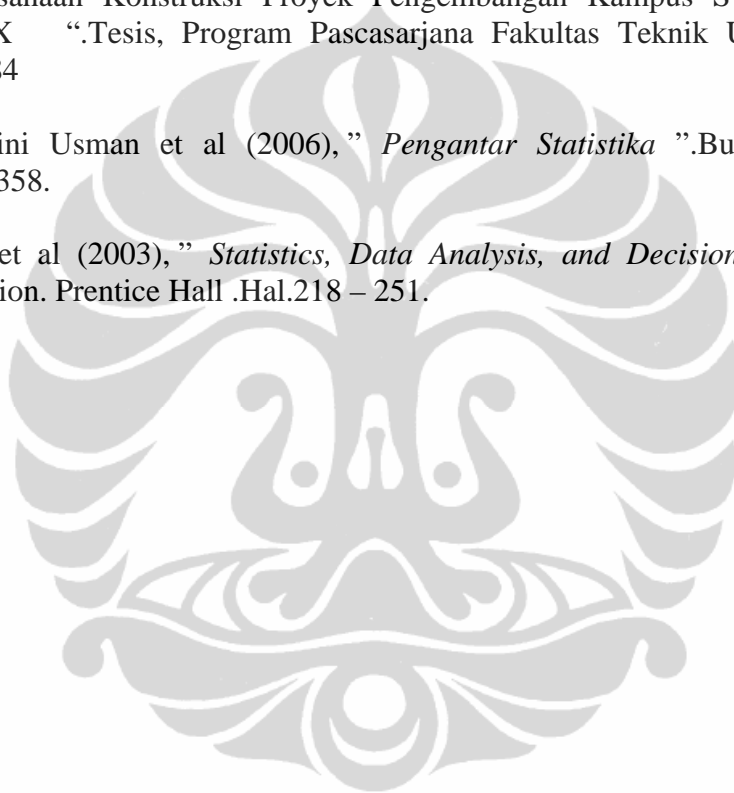 sanaan Konstruksi Proyek Pengembangan Kampus S
X “.Tesis, Program Pascasarjana Fakultas Teknik U
34
ini Usman et al (2006), ” Pengantar Statistika ”.Bu
358.
et al (2003), ” Statistics, Data Analysis, and Decision
ion. Prentice Hall .Hal.218 – 251.